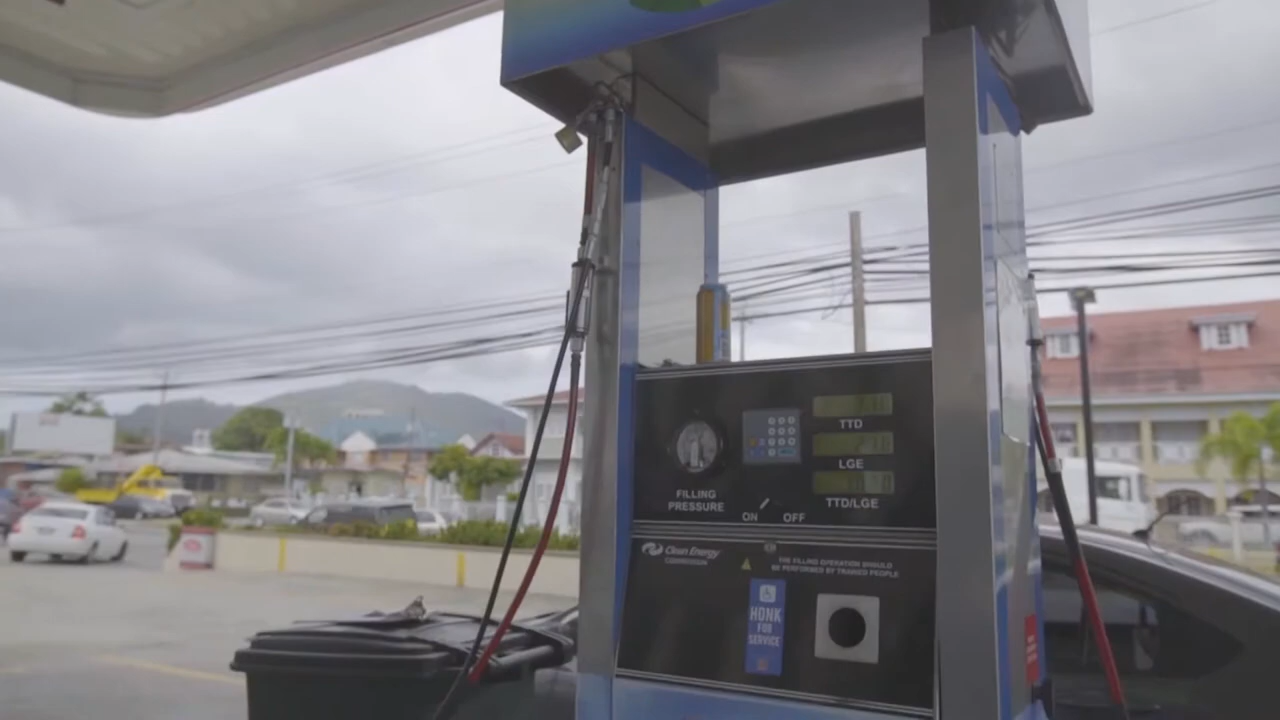 TTD
LGE
TTD/LGE
FILLING
PRESSURE
ON OFF
Clean Energy
THE FILLING OPERATION SHOULD
BE PERFORMED BY TRAINED PEOPLE
HONK
FOR
SERVICE